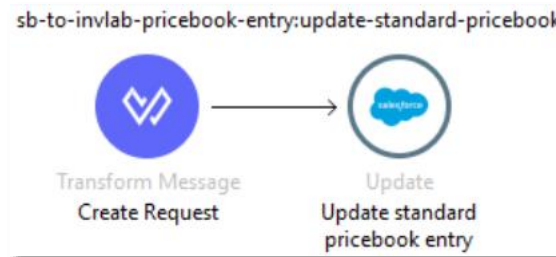 sb-to-invlab-pricebook-entry:update-standard-pricebook
salesforce
Transform Message
Update
Create Request
Update standard
pricebook entry